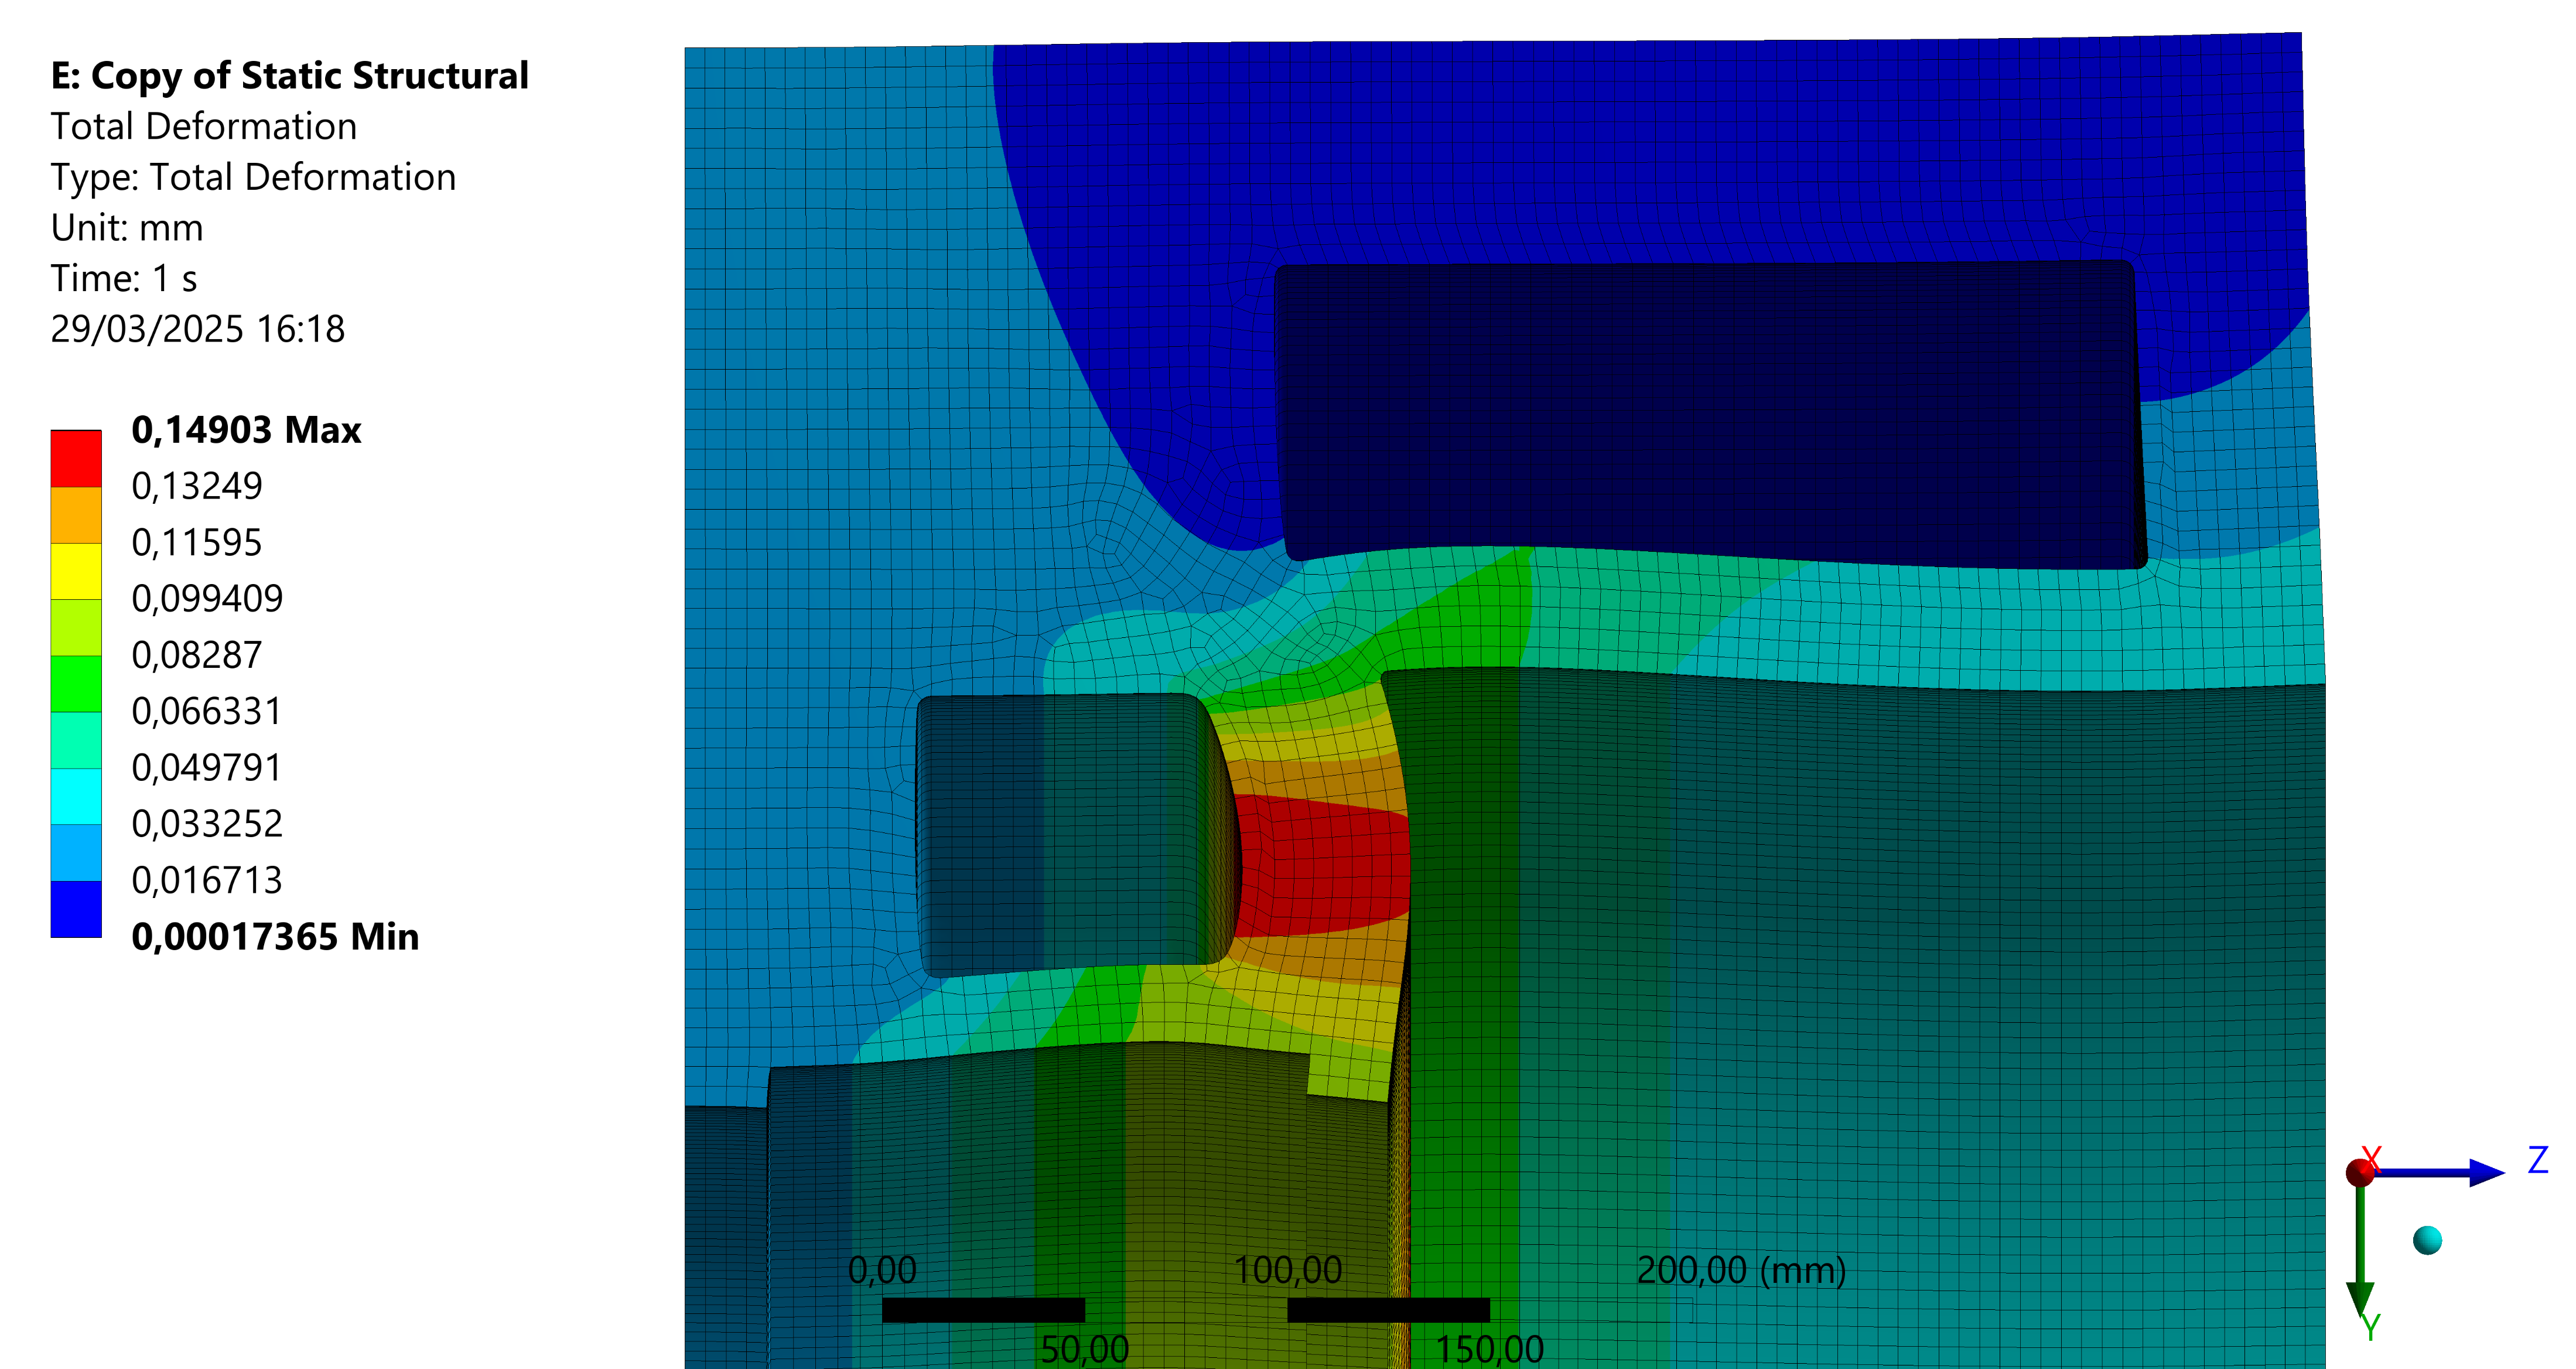 E: Copy of Static Structural
Total Deformation
Type: Total Deformation
Unit: mm
Time: 1 s
29/03/2025 16:18
0,14903 Max
0,13249
0,11595
0,099409
0,08287
0,066331
0,049791
0,033252
0,016713
0,00017365 Min
0,00
100,00
200,00 (mm)
50,00
150,00
X
Z
Y